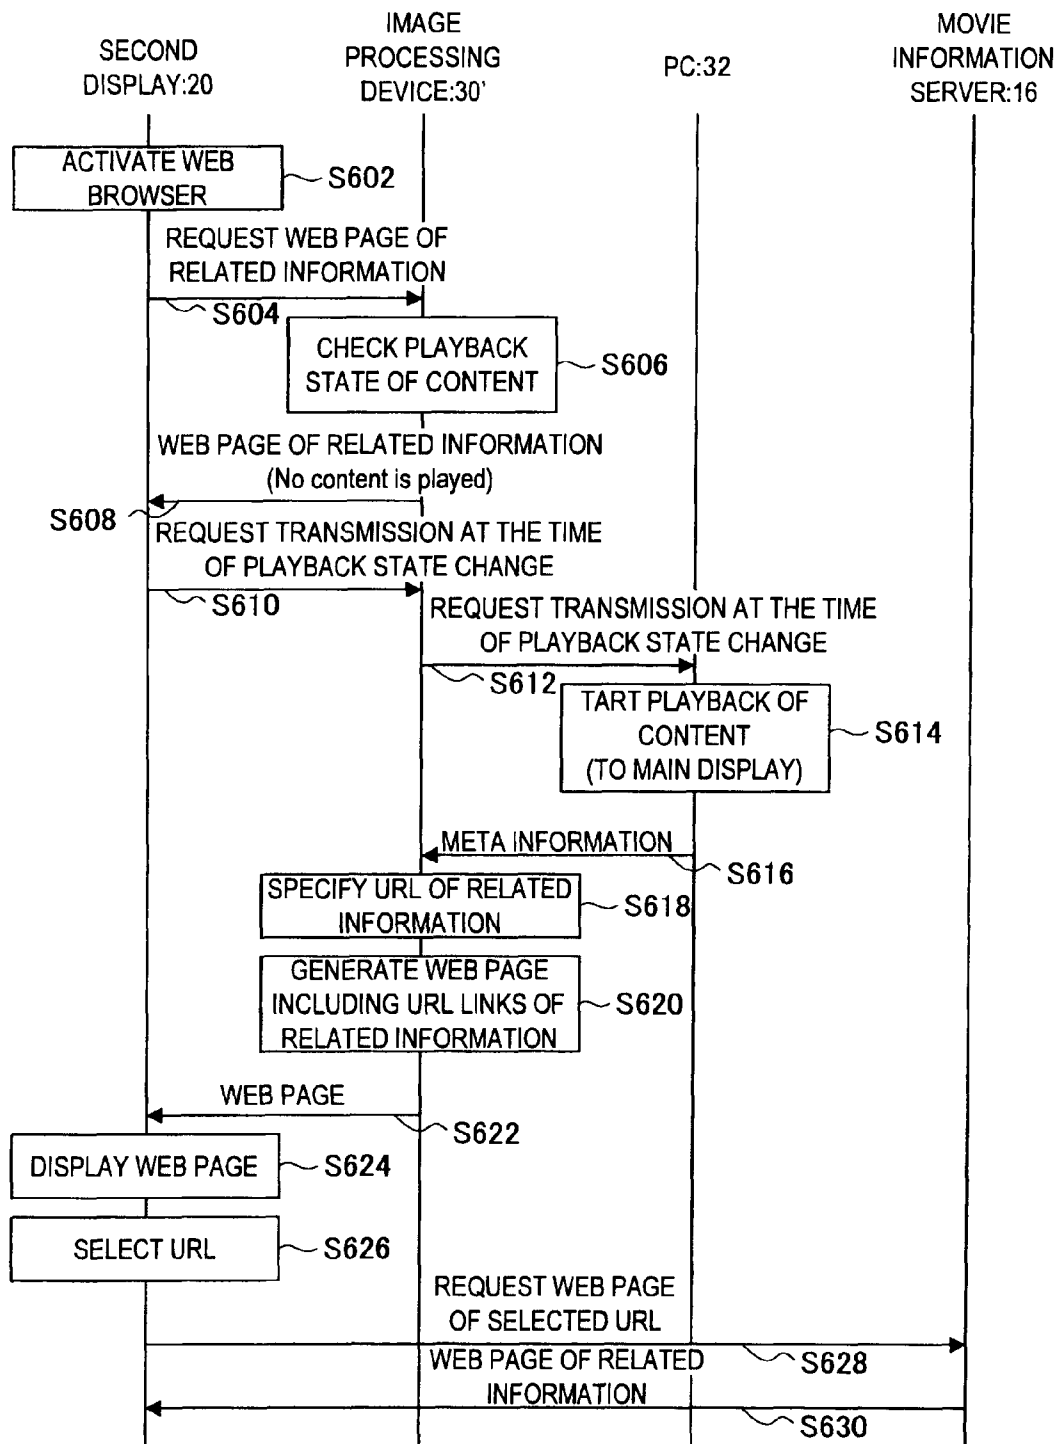 SECOND
DISPLAY:20
IMAGE
PROCESSING
DEVICE:30'
PC:32
MOVIE
INFORMATION
SERVER:16
ACTIVATE WEB
BROWSER
S602
REQUEST WEB PAGE OF
RELATED INFORMATION
S604
CHECK PLAYBACK
STATE OF CONTENT
S606
WEB PAGE OF RELATED INFORMATION
(No content is played)
S608
REQUEST TRANSMISSION AT THE TIME
OF PLAYBACK STATE CHANGE
S610
REQUEST TRANSMISSION AT THE TIME
OF PLAYBACK STATE CHANGE
S612
TART PLAYBACK OF
CONTENT
(TO MAIN DISPLAY)
S614
META INFORMATION
S616
SPECIFY URL OF RELATED
INFORMATION
S618
GENERATE WEB PAGE
INCLUDING URL LINKS OF
RELATED INFORMATION
S620
WEB PAGE
S622
DISPLAY WEB PAGE
S624
SELECT URL
S626
REQUEST WEB PAGE
OF SELECTED URL
S628
WEB PAGE OF RELATED
INFORMATION
S630